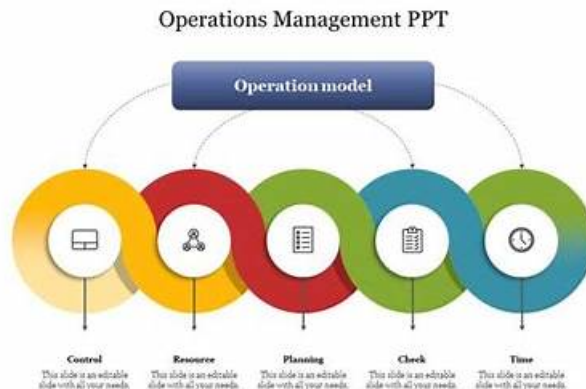 Operations Management PPT
Operation model
Control
This slide is an editable
slide with all your needs.
Resource
This slide is an editable
slide with all your needs.
Planning
This slide is an editable
slide with all your needs.
Check
This slide is an editable
slide with all your needs.
Time
This slide is an editable
slide with all your needs.